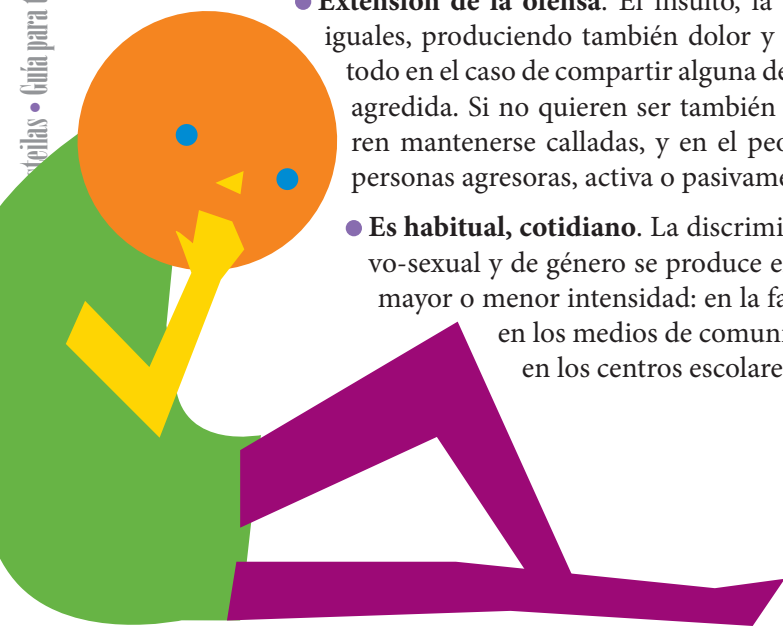 steilas • Guía para t
• Extensión de la ofensa. El insulto, la
iguales, produciendo también dolor y
todo en el caso de compartir alguna de
agredida. Si no quieren ser también
ren mantenerse calladas, y en el peo
personas agresoras, activa o pasivame
• Es habitual, cotidiano. La discrimi
vo-sexual y de género se produce e
mayor o menor intensidad: en la fa
en los medios de comuni
en los centros escolare